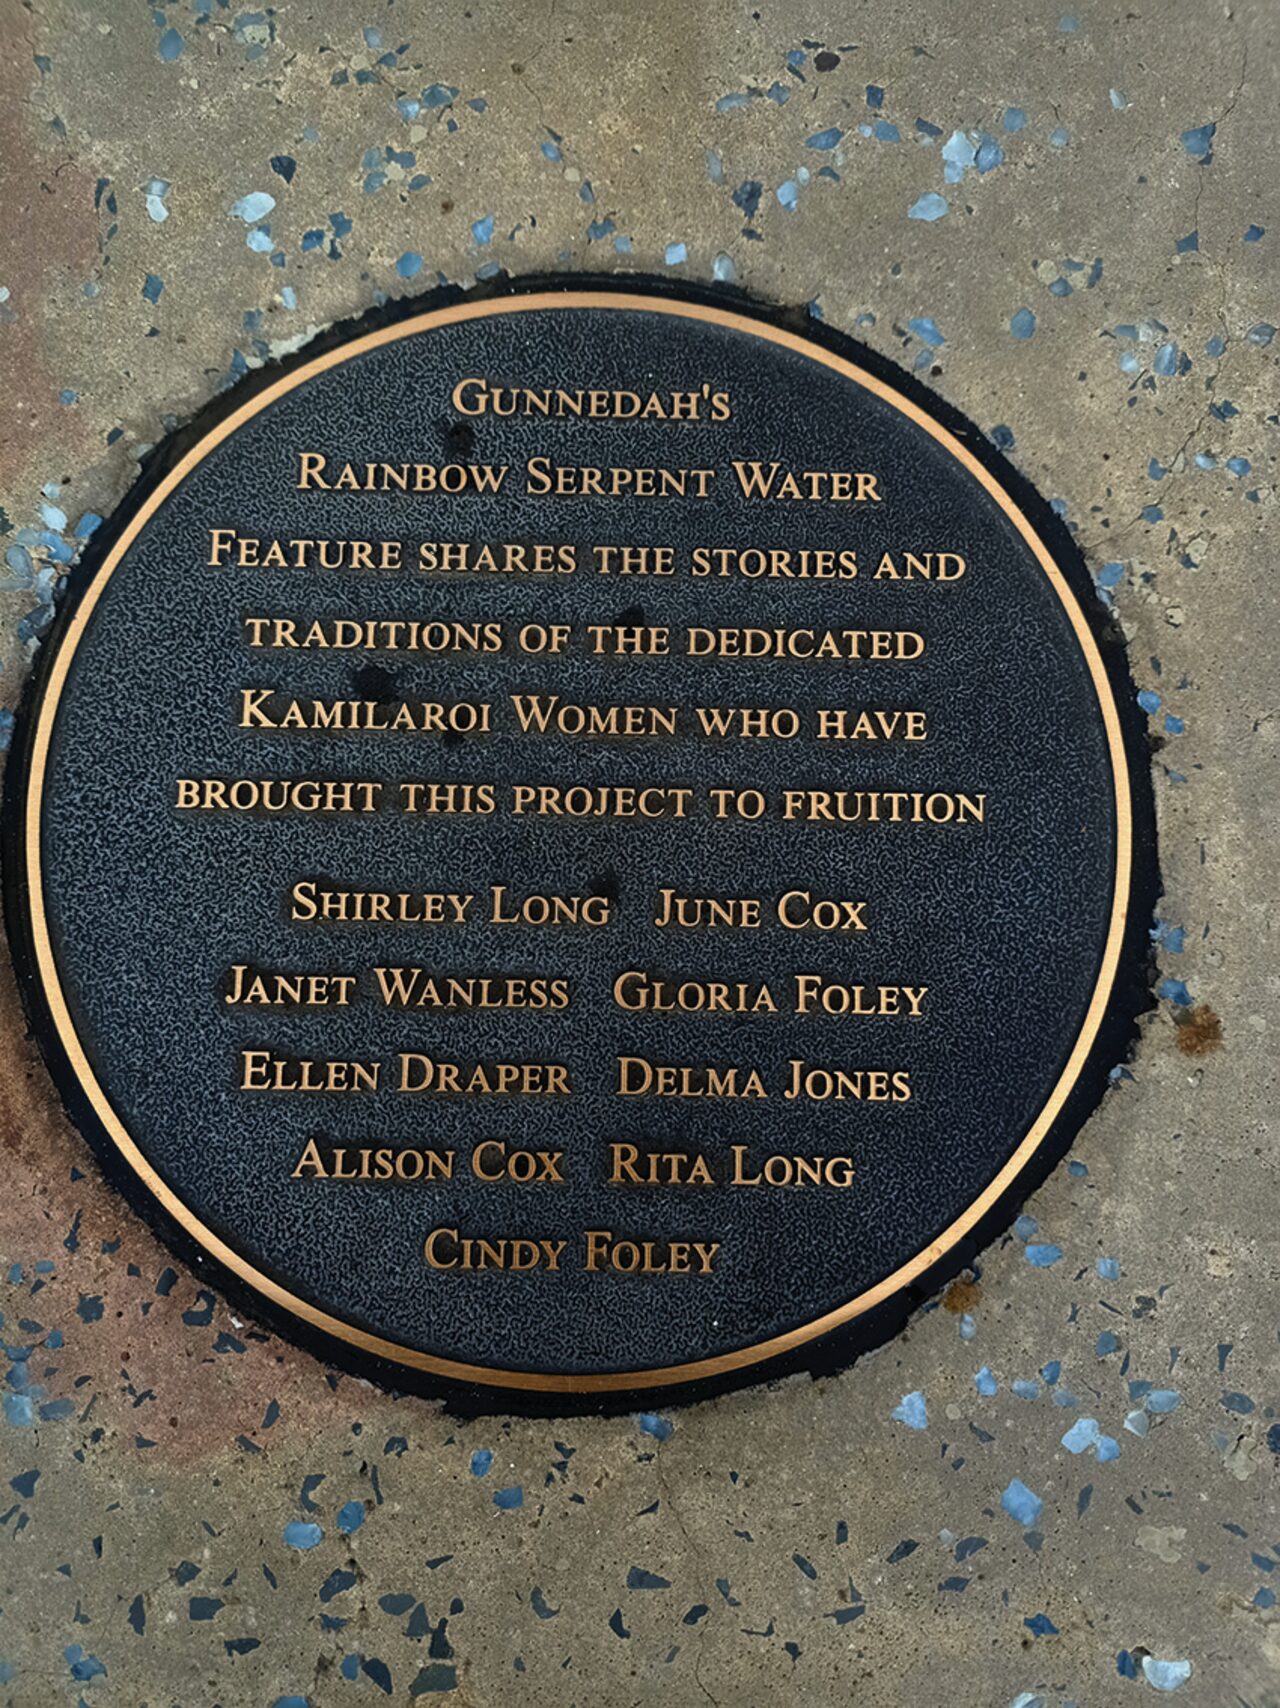 Gunnedah's
Rainbow Serpent Water
Feature shares the stories and
traditions of the dedicated
Kamilaroi Women who have
brought this project to fruition
Shirley Long June Cox
Janet Wanless Gloria Foley
Ellen Draper Delma Jones
Alison Cox Rita Long
Cindy Foley